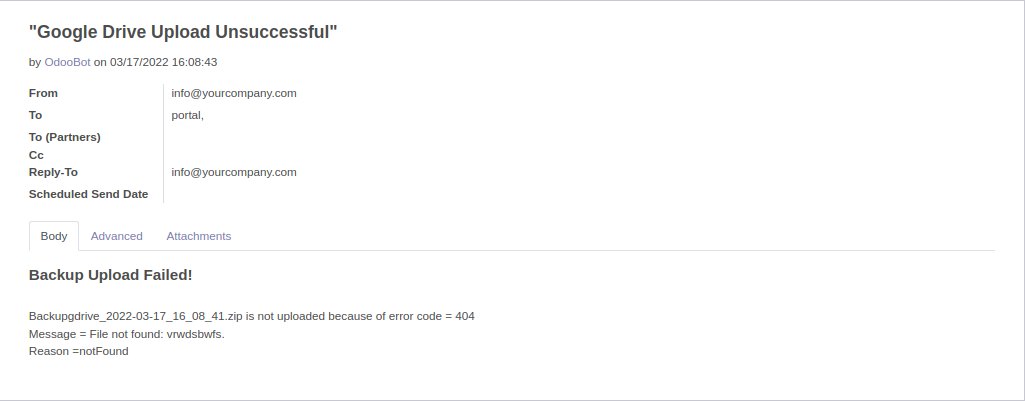 "Google Drive Upload Unsuccessful"
by OdooBot on 03/17/2022 16:08:43
From info@yourcompany.com
To portal,
To (Partners)
Cc
Reply-To info@yourcompany.com
Scheduled Send Date
Body Advanced Attachments
Backup Upload Failed!
Backupgdrive_2022-03-17_16_08_41.zip is not uploaded because of error code = 404
Message = File not found: vrwdsbwfs.
Reason =notFound